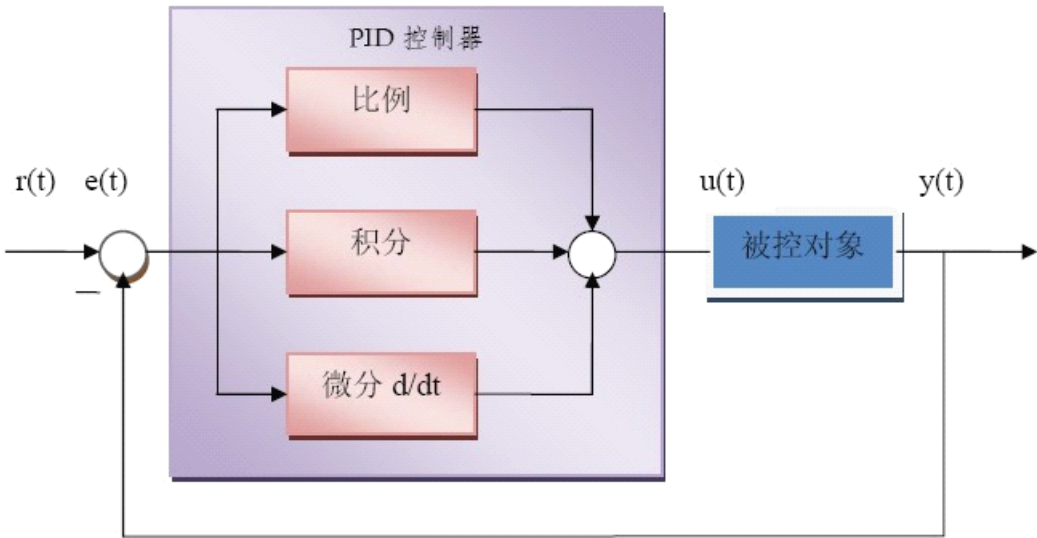 PID 控制器
比例
r(t) e(t)
u(t)
y(t)
积分
被控对象
—
微分 d/dt